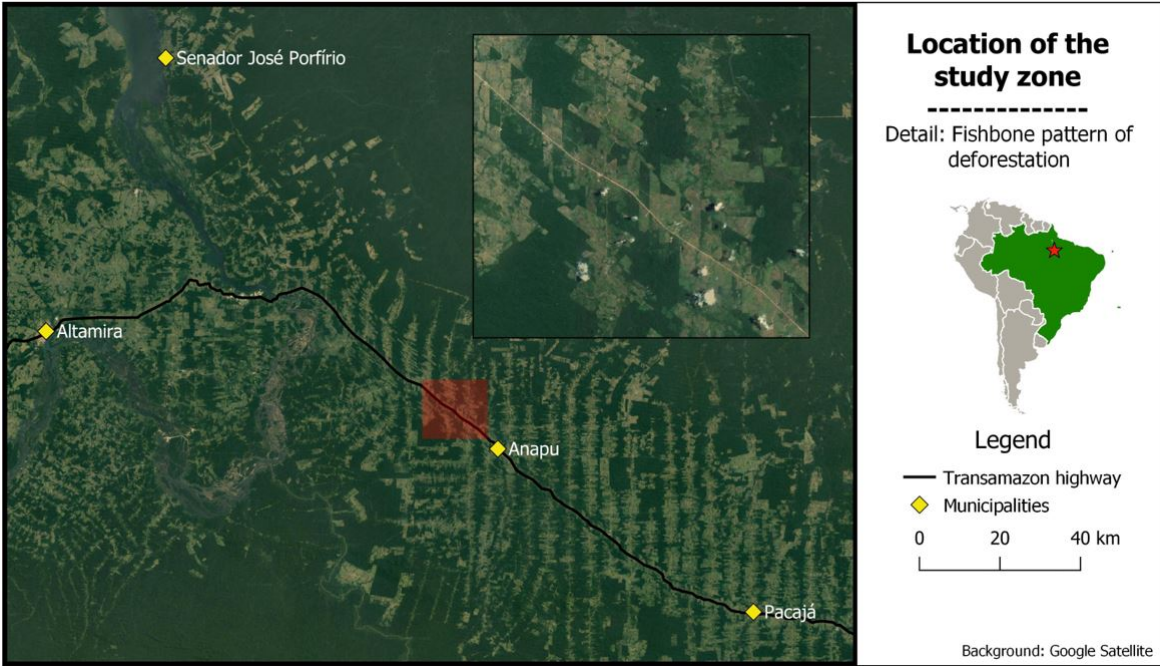 Senador José Porfírio
Altamira
Anapu
Pacajá
Location of the
study zone
--------------
Detail: Fishbone pattern of
deforestation
Legend
Transamazon highway
Municipalities
0 20 40 km
Background: Google Satellite